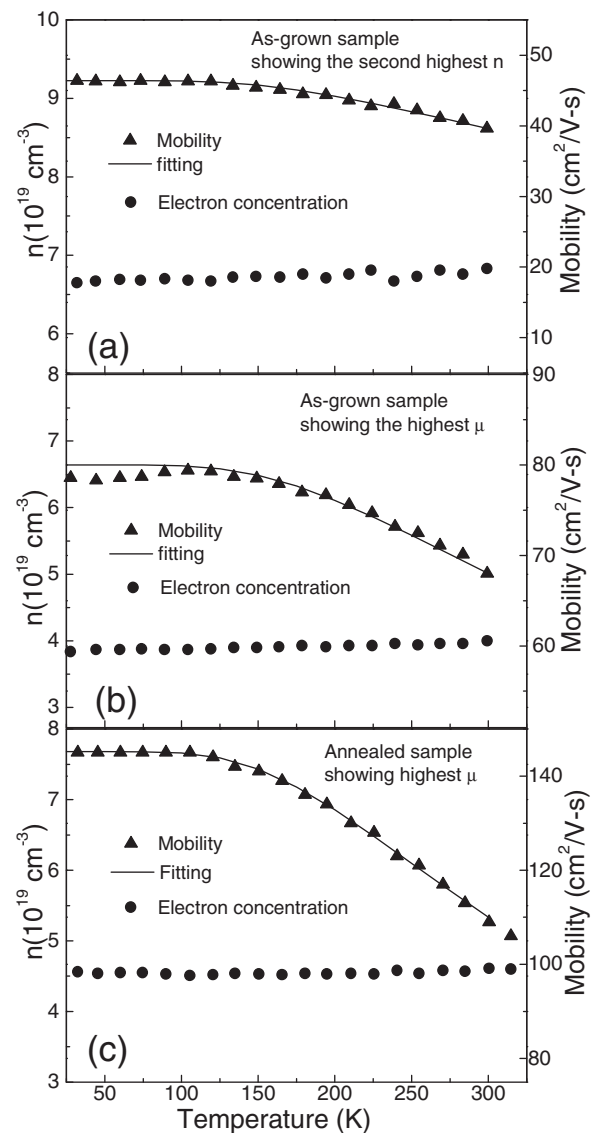 10
9
8
7
6
n(10^19 cm^-3)
As-grown sample
showing the second highest n
Mobility
fitting
Electron concentration
(a)
50
40
30
20
10
Mobility (cm^2/V-s)
8
7
6
5
4
3
n(10^19 cm^-3)
As-grown sample
showing the highest μ
Mobility
fitting
Electron concentration
(b)
90
80
70
60
Mobility (cm^2/V-s)
8
7
6
5
4
3
n(10^19 cm^-3)
Annealed sample
showing highest μ
Mobility
Fitting
Electron concentration
(c)
140
120
100
80
Mobility (cm^2/V-s)
50 100 150 200 250 300
Temperature (K)